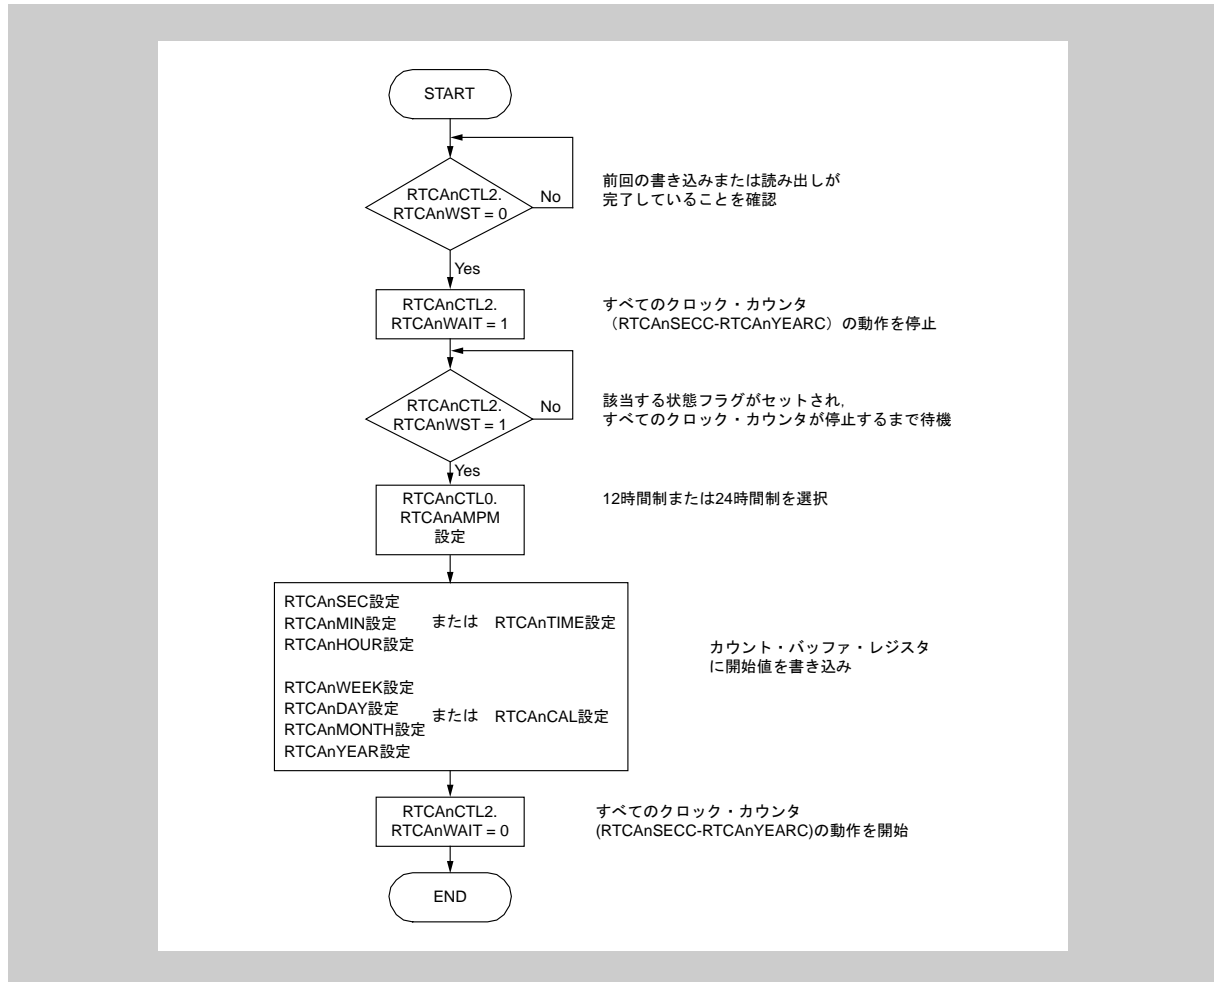 START
RTCAnCTL2.
RTCAnWST = 0
No
前回の書き込みまたは読み出しが
完了していることを確認
Yes
RTCAnCTL2.
RTCAnWAIT = 1
すべてのクロック・カウンタ
（RTCAnSECC-RTCAnYEARC）の動作を停止
RTCAnCTL2.
RTCAnWST = 1
No
該当する状態フラグがセットされ,
すべてのクロック・カウンタが停止するまで待機
Yes
RTCAnCTL0.
RTCAnAMPM
設定
12時間制または24時間制を選択
RTCAnSEC設定
RTCAnMIN設定
RTCAnHOUR設定
または RTCAnTIME設定
RTCAnWEEK設定
RTCAnDAY設定
RTCAnMONTH設定
RTCAnYEAR設定
または RTCAnCAL設定
カウント・バッファ・レジスタ
に開始値を書き込み
RTCAnCTL2.
RTCAnWAIT = 0
すべてのクロック・カウンタ
(RTCAnSECC-RTCAnYEARC)の動作を開始
END